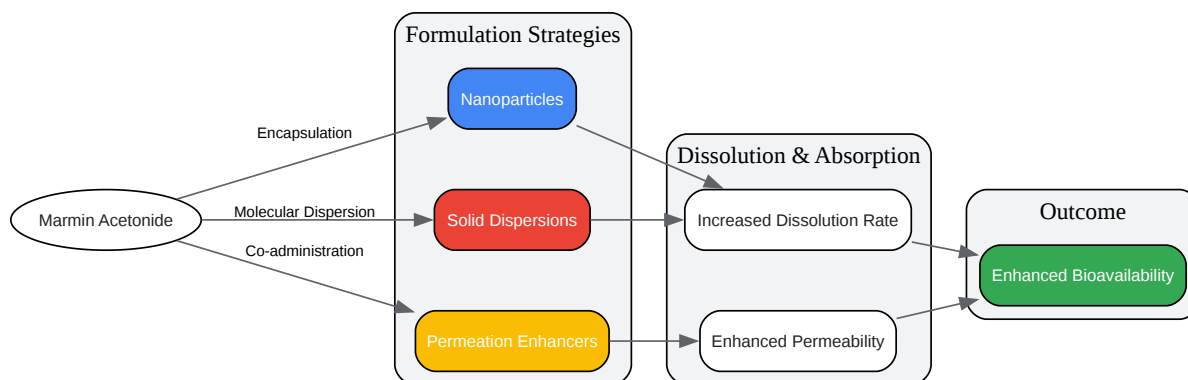 Formulation Strategies
Nanoparticles
Encapsulation
Dissolution & Absorption
Marmin Acetonide
Molecular Dispersion
Solid Dispersions
Increased Dissolution Rate
Outcome
Co-administration
Enhanced Bioavailability
Permeation Enhancers
Enhanced Permeability